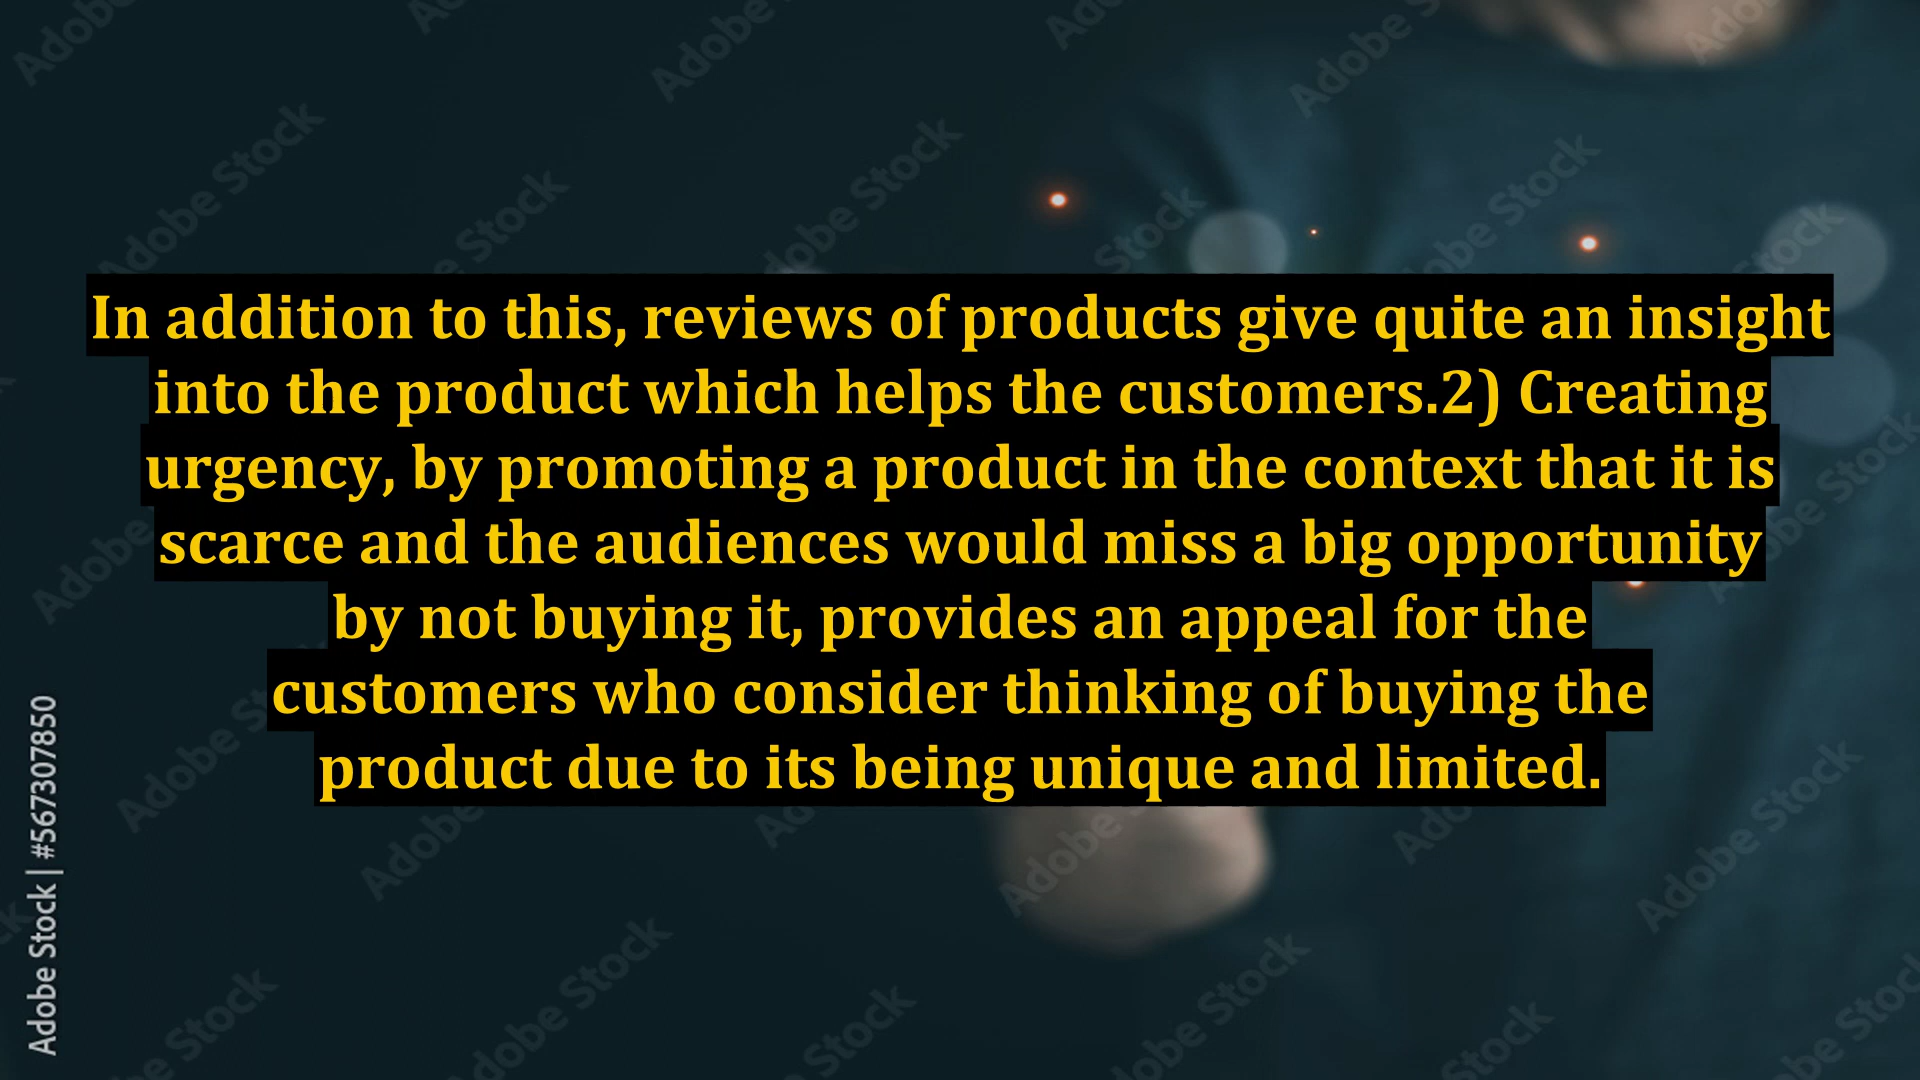 In addition to this, reviews of products give quite an insight
into the product which helps the customers.2) Creating
urgency, by promoting a product in the context that it is
scarce and the audiences would miss a big opportunity
by not buying it, provides an appeal for the
customers who consider thinking of buying the
product due to its being unique and limited.
Adobe Stock | #567307850
Adobe Stock